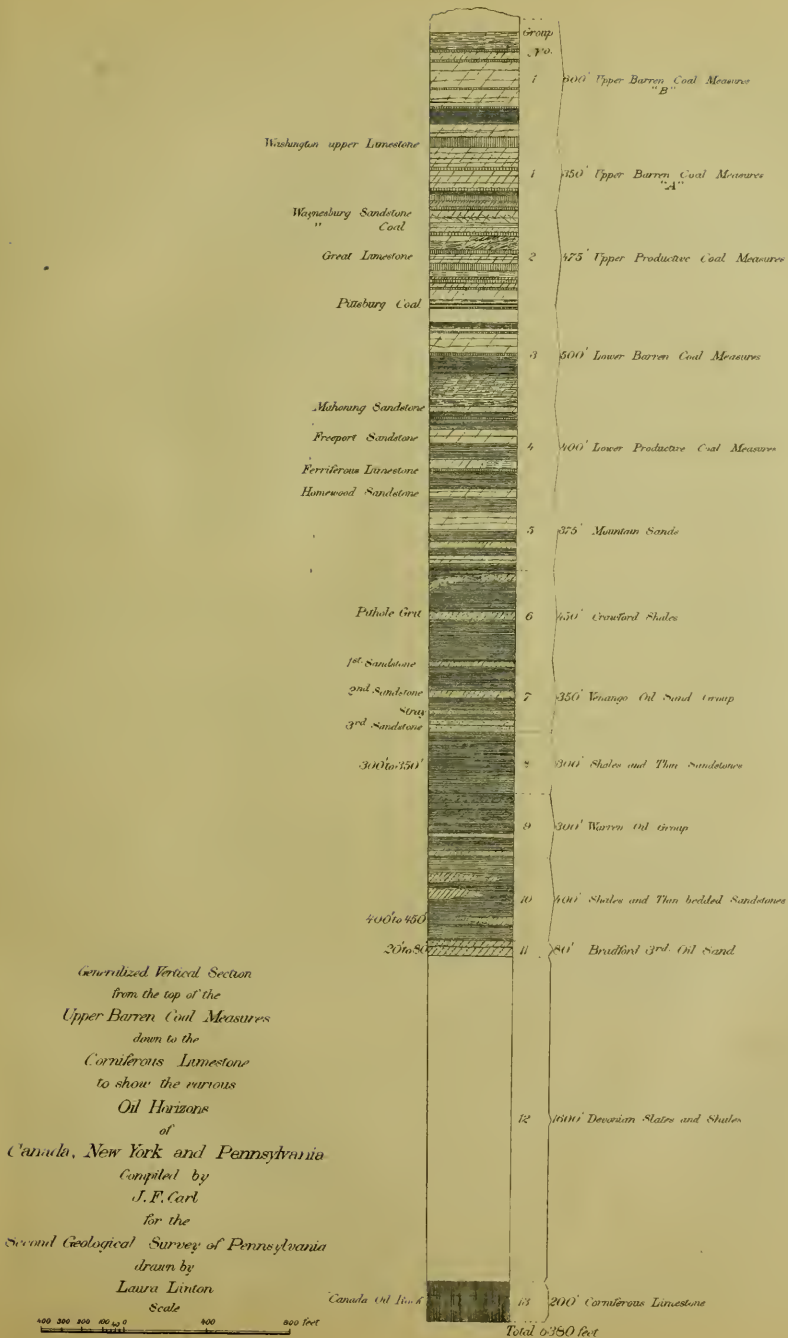 Group
No.
1 600' Upper Barren Coal Measures
"B"
Washington upper Limestone
1 350' Upper Barren Coal Measures
"A"
Waynesburg Sandstone
" Coal
Great Limestone 2 475' Upper Productive Coal Measures
Pittsburg Coal
3 500' Lower Barren Coal Measures
Mahoning Sandstone
Freeport Sandstone 4 400' Lower Productive Coal Measures
Ferriferous Limestone
Homewood Sandstone
5 375' Mountain Sands
Pithole Grit 6 450' Crawford Shales
1st Sandstone
2nd Sandstone 7 350' Venango Oil Sand Group
Stray
3rd Sandstone
300' to 350' 8 300' Shales and Thin Sandstones
9 300' Warren Oil Group
10 400' Shales and Thin bedded Sandstones
400' to 450'
20' to 80' 11 80' Bradford 3rd. Oil Sand
Generalized Vertical Section
from the top of the
Upper Barren Coal Measures
down to the
Corniferous Limestone
to show the various
Oil Horizons
of
Canada, New York and Pennsylvania
Compiled by
J. F. Carl
for the
Second Geological Survey of Pennsylvania
drawn by
Laura Linton
Scale
400 300 200 100 0 400 800 feet
12 1600' Devonian Slates and Shales
Canada Oil Rock 13 200' Corniferous Limestone
Total 6380 feet